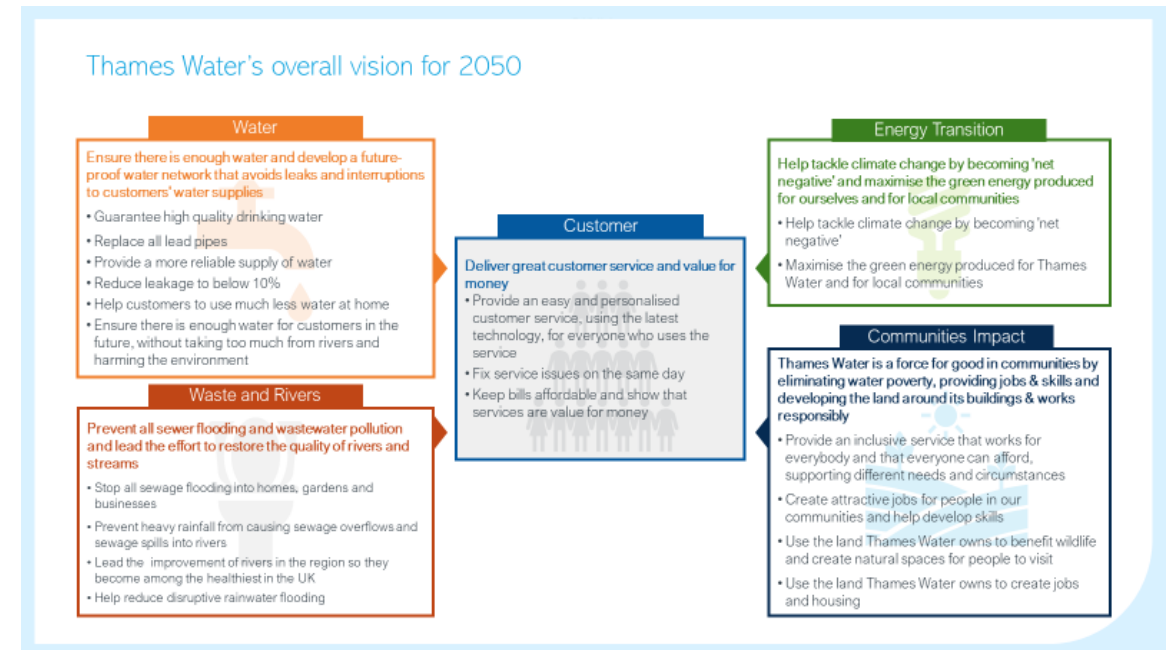 Thames Water's overall vision for 2050
Water
Ensure there is enough water and develop a future-
proof water network that avoids leaks and interruptions
to customers' water supplies
• Guarantee high quality drinking water
• Replace all lead pipes
• Provide a more reliable supply of water
• Reduce leakage to below 10%
• Help customers to use much less water at home
• Ensure there is enough water for customers in the
future, without taking too much from rivers and
harming the environment
Waste and Rivers
Prevent all sewer flooding and wastewater pollution
and lead the effort to restore the quality of rivers and
streams
• Stop all sewage flooding into homes, gardens and
businesses
• Prevent heavy rainfall from causing sewage overflows and
sewage spills into rivers
• Lead the improvement of rivers in the region so they
become among the healthiest in the UK
• Help reduce disruptive rainwater flooding
Customer
Deliver great customer service and value for
money
• Provide an easy and personalised
customer service, using the latest
technology, for everyone who uses the
service
• Fix service issues on the same day
• Keep bills affordable and show that
services are value for money
Energy Transition
Help tackle climate change by becoming 'net
negative' and maximise the green energy produced
for ourselves and for local communities
• Help tackle climate change by becoming 'net
negative'
• Maximise the green energy produced for Thames
Water and for local communities
Communities Impact
Thames Water is a force for good in communities by
eliminating water poverty, providing jobs & skills and
developing the land around its buildings & works
responsibly
• Provide an inclusive service that works for
everybody and that everyone can afford,
supporting different needs and circumstances
• Create attractive jobs for people in our
communities and help develop skills
• Use the land Thames Water owns to benefit wildlife
and create natural spaces for people to visit
• Use the land Thames Water owns to create jobs
and housing